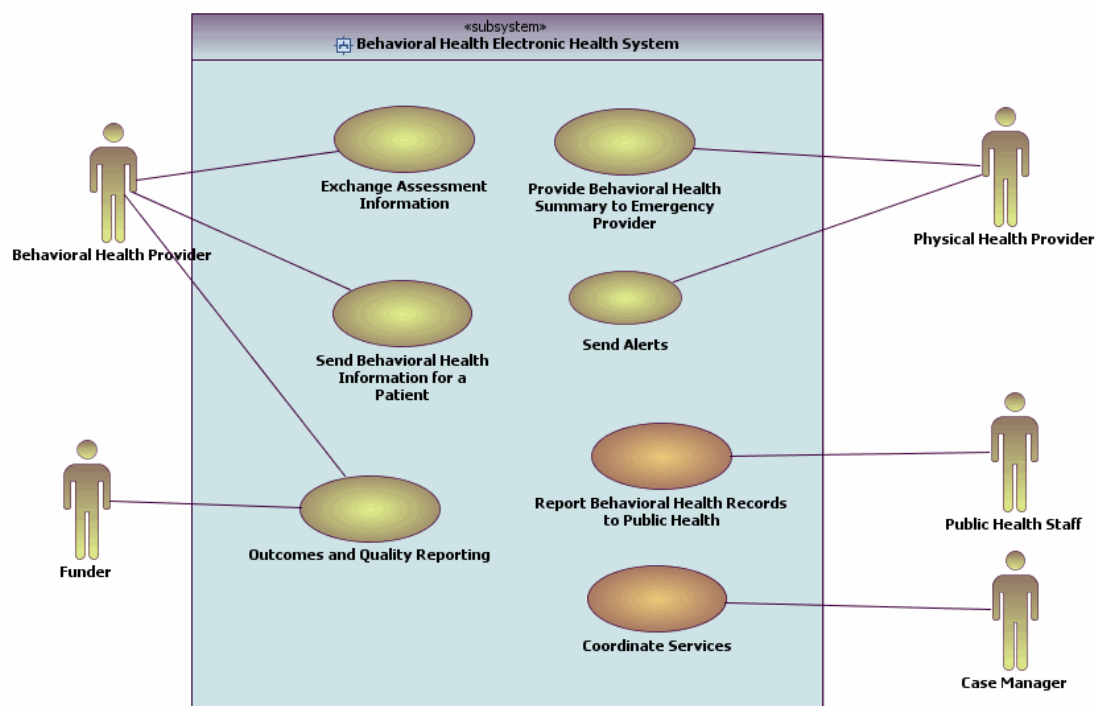 «subsystem»
Behavioral Health Electronic Health System
Exchange Assessment
Information
Provide Behavioral Health
Summary to Emergency
Provider
Behavioral Health Provider
Physical Health Provider
Send Behavioral Health
Information for a
Patient
Send Alerts
Report Behavioral Health Records
to Public Health
Public Health Staff
Outcomes and Quality Reporting
Funder
Coordinate Services
Case Manager